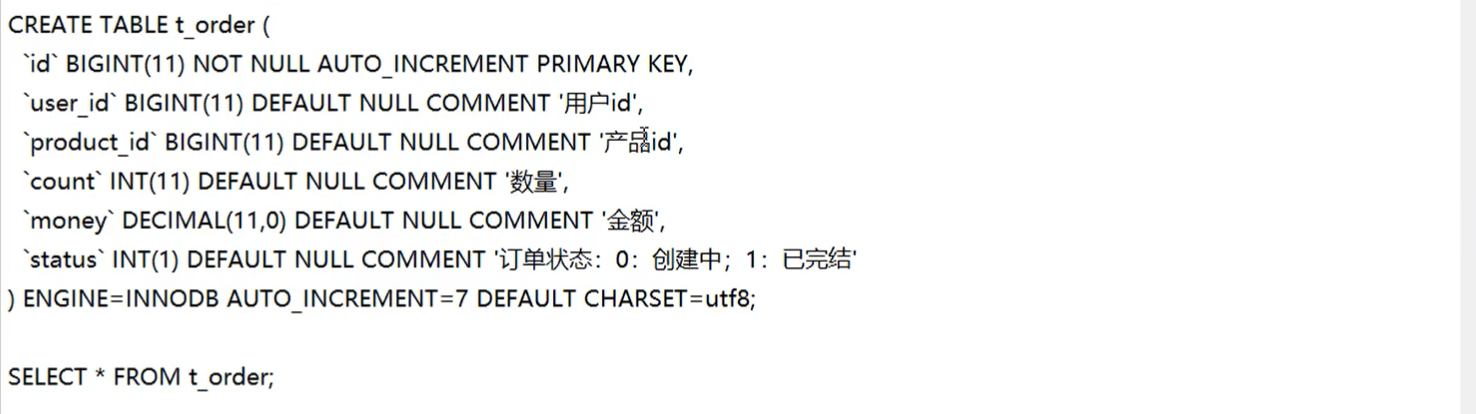 CREATE TABLE t_order (
`id` BIGINT(11) NOT NULL AUTO_INCREMENT PRIMARY KEY,
`user_id` BIGINT(11) DEFAULT NULL COMMENT '用户id',
`product_id` BIGINT(11) DEFAULT NULL COMMENT '产品id',
`count` INT(11) DEFAULT NULL COMMENT '数量',
`money` DECIMAL(11,0) DEFAULT NULL COMMENT '金额',
`status` INT(1) DEFAULT NULL COMMENT '订单状态：0：创建中；1：已完结'
) ENGINE=INNODB AUTO_INCREMENT=7 DEFAULT CHARSET=utf8;
SELECT * FROM t_order;